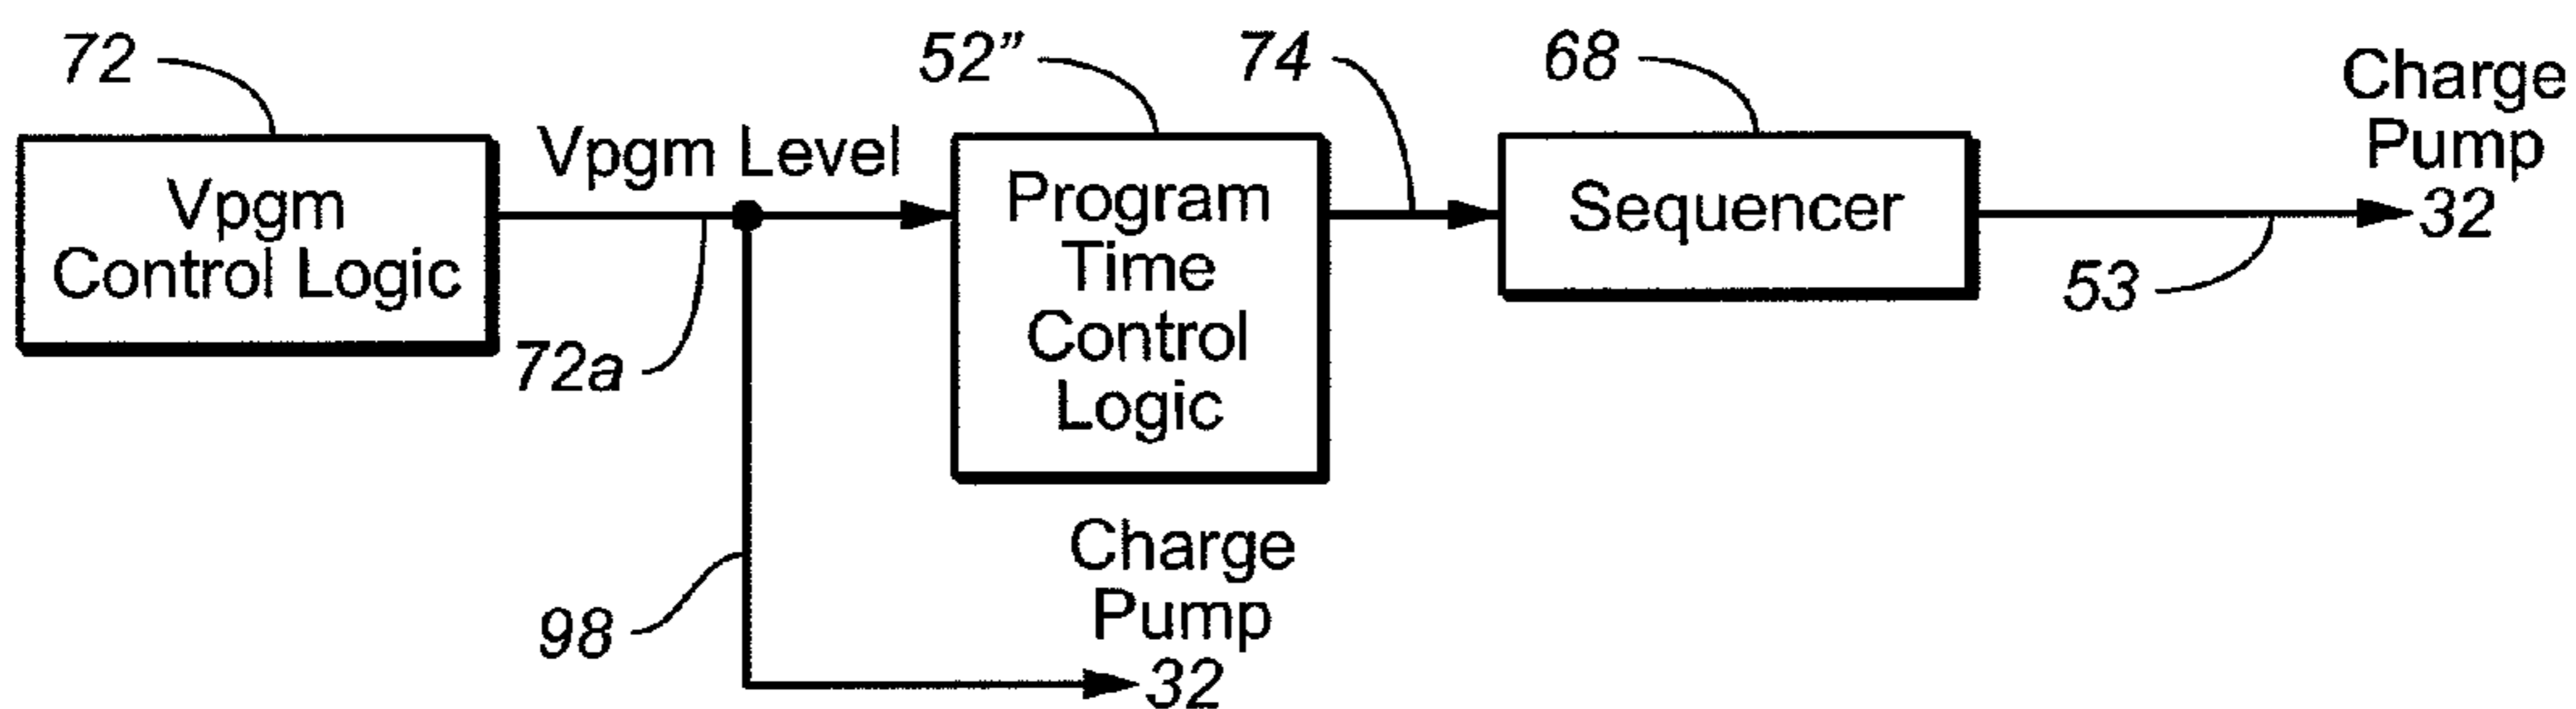 72
52”
74
68
Charge
Pump
32
Vpgm
Control Logic
Vpgm Level
Program
Time
Control
Logic
Sequencer
72a
53
98
Charge
Pump
32